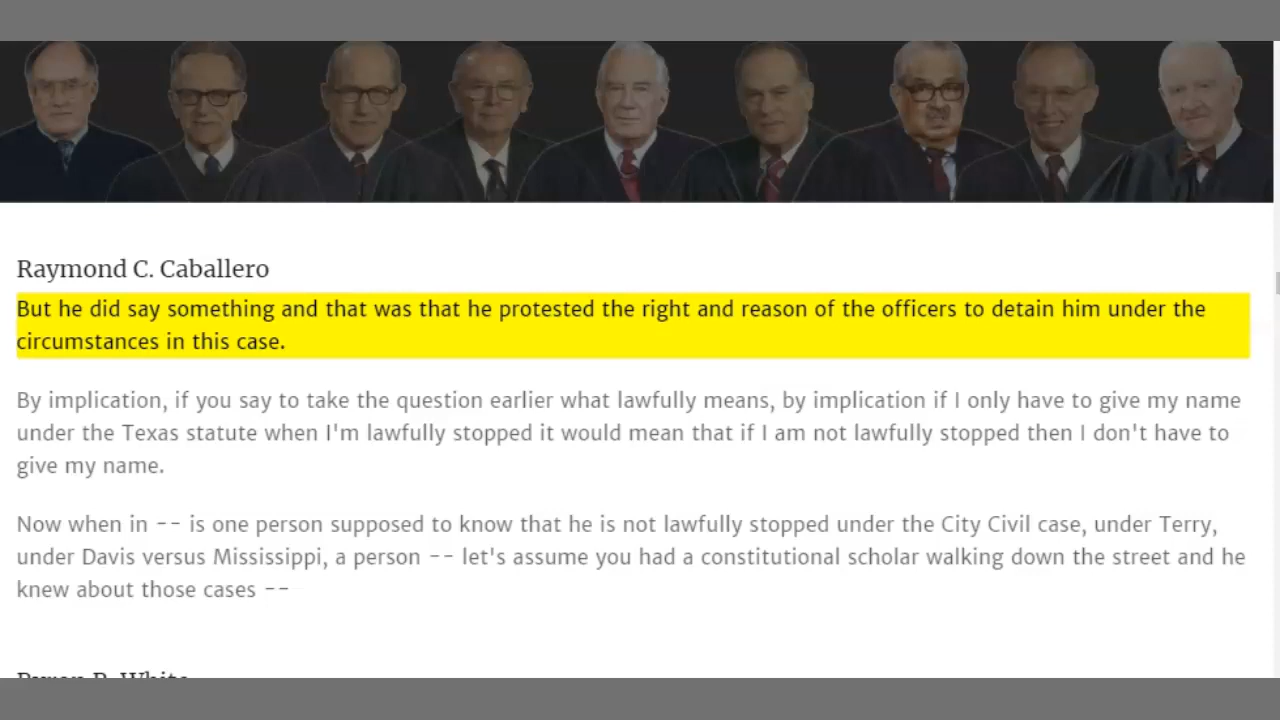 Raymond C. Caballero
But he did say something and that was that he protested the right and reason of the officers to detain him under the
circumstances in this case.
By implication, if you say to take the question earlier what lawfully means, by implication if I only have to give my name
under the Texas statute when I'm lawfully stopped it would mean that if I am not lawfully stopped then I don't have to
give my name.
Now when in -- is one person supposed to know that he is not lawfully stopped under the City Civil case, under Terry,
under Davis versus Mississippi, a person -- let's assume you had a constitutional scholar walking down the street and he
knew about those cases --
Byron R. White